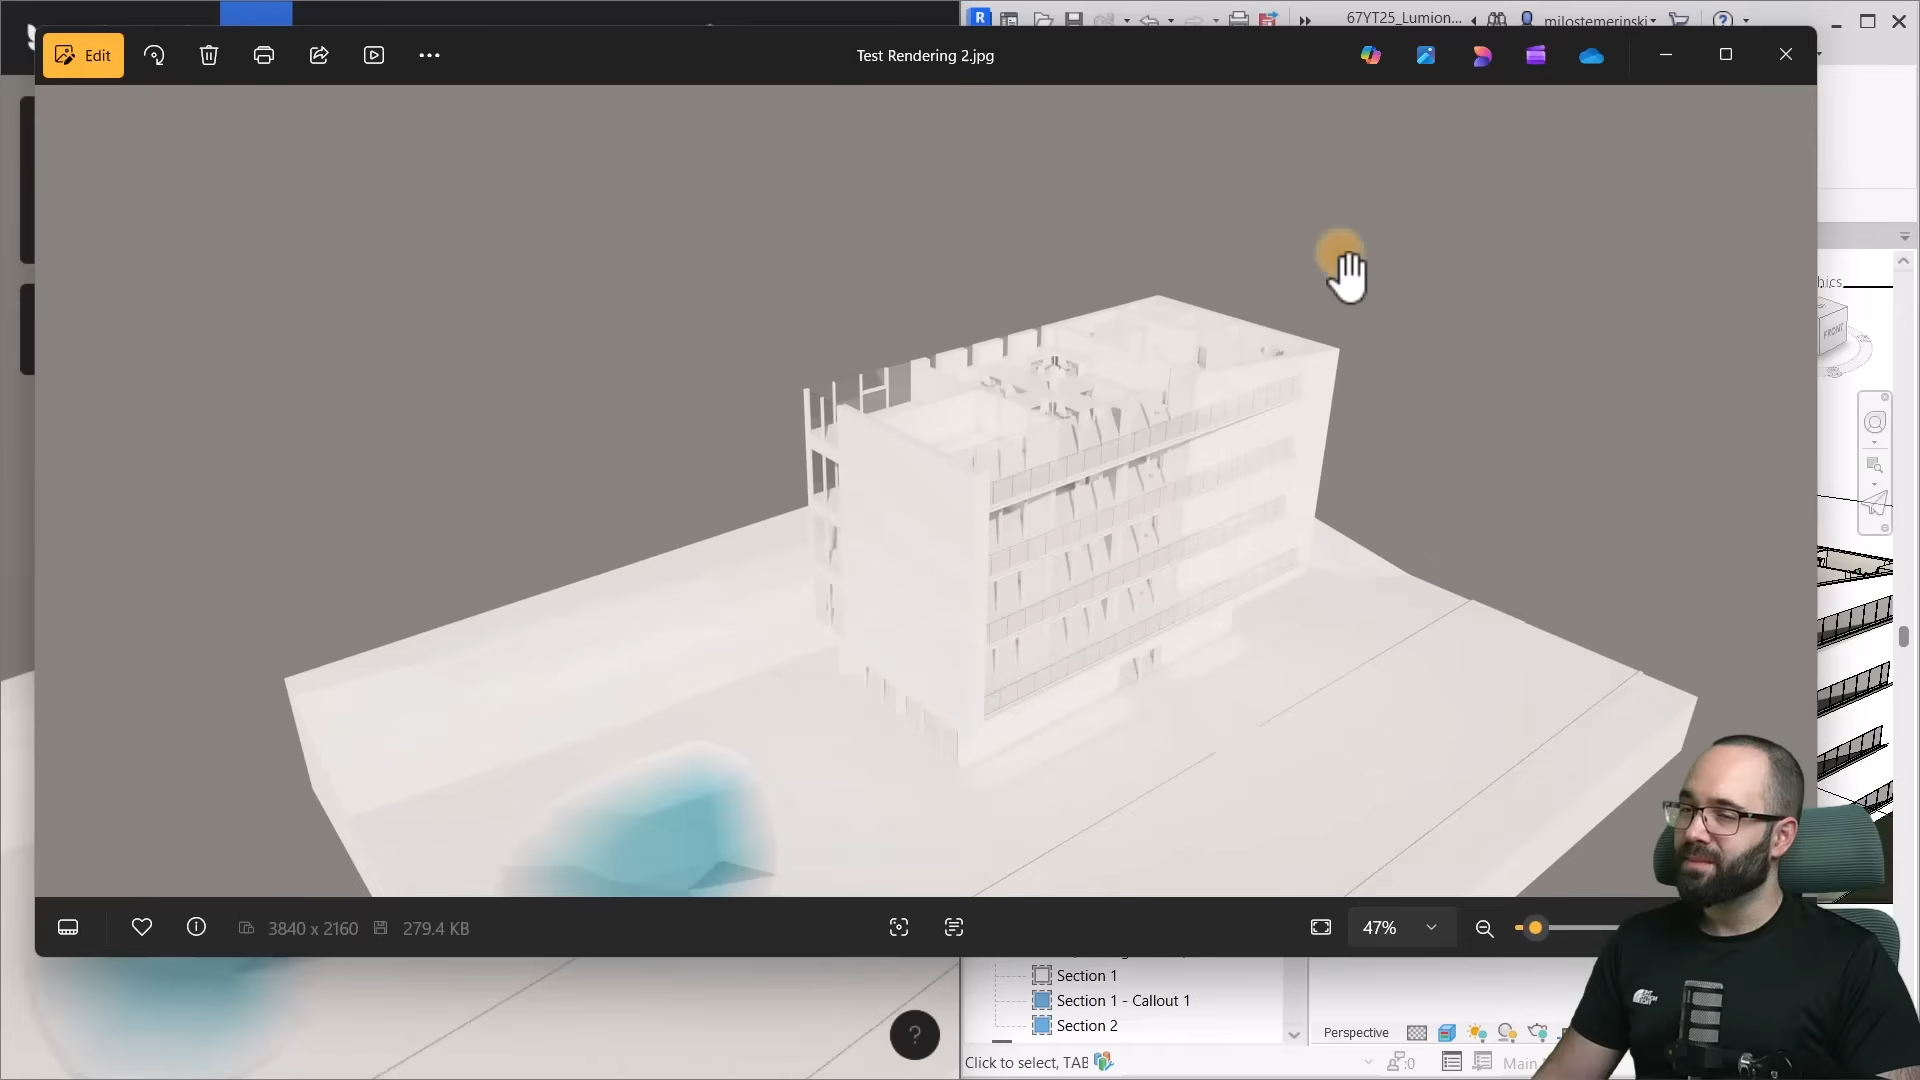 67YT25_Lumion...
milostemerinski
Edit
Test Rendering 2.jpg
FRONT
3840 x 2160
279.4 KB
47%
Section 1
Section 1 - Callout 1
Section 2
?
Perspective
Click to select, TAB
:0
Main